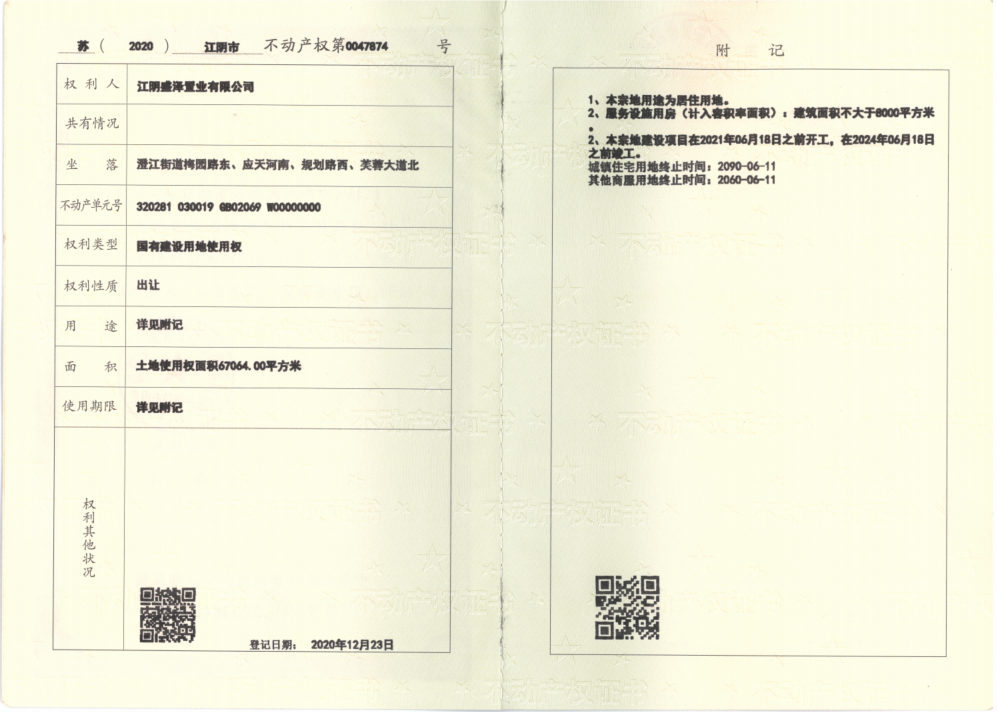 苏 （ 2020 ） 江阴市 不动产权第0047874 号
权 利 人 江阴盛泽置业有限公司
共有情况
坐 落 澄江街道梅园路东、应天河南、规划路西、芙蓉大道北
不动产单元号 320281 030019 GB02069 W00000000
权利类型 国有建设用地使用权
权利性质 出让
用 途 详见附记
面 积 土地使用权面积67064.00平方米
使用期限 详见附记
权利其他状况
登记日期： 2020年12月23日
附 记
1、本宗地用途为居住用地。
2、服务设施用房（计入容积率面积）：建筑面积不大于8000平方米
。
2、本宗地建设项目在2021年06月18日之前开工，在2024年06月18日
之前竣工。
城镇住宅用地终止时间：2090-06-11
其他商服用地终止时间：2060-06-11